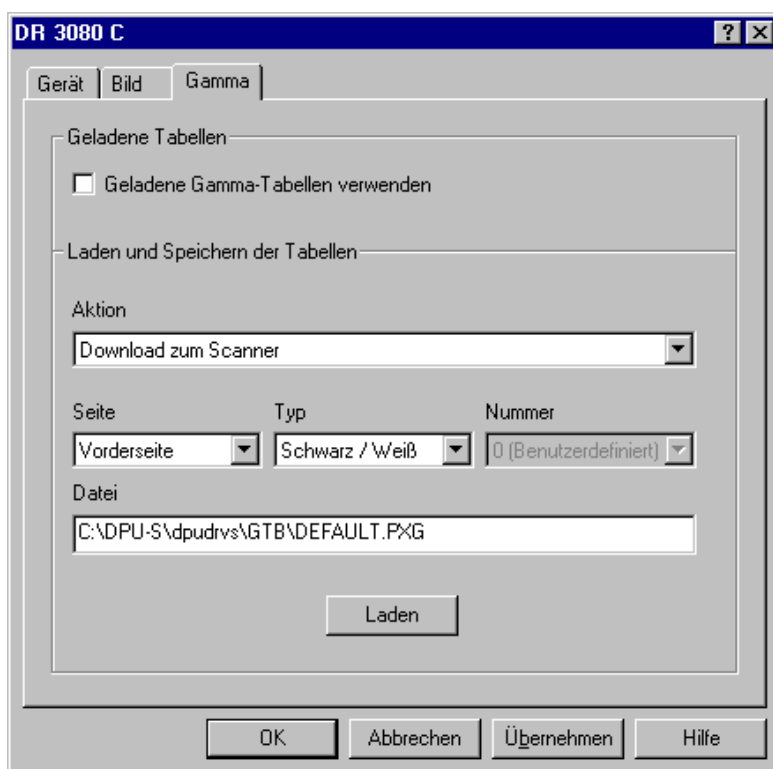 DR 3080 C
Gerät Bild Gamma
Geladene Tabellen
Geladene Gamma-Tabellen verwenden
Laden und Speichern der Tabellen
Aktion
Download zum Scanner
Seite Typ Nummer
Vorderseite Schwarz / Weiß 0 (Benutzerdefiniert)
Datei
C:\DPU-S\dpudrvs\GTB\DEFAULT.PXG
Laden
OK Abbrechen Übernehmen Hilfe